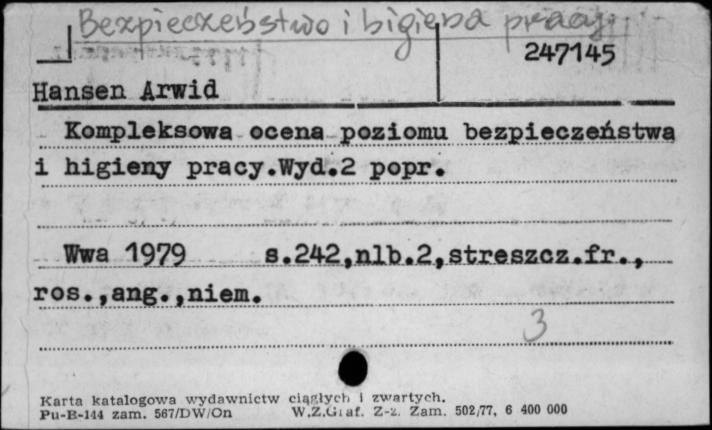 Bezpieczeństwo i higiena pracy
247145
Hansen Arwid
Kompleksowa ocena poziomu bezpieczeństwa
i higieny pracy.Wyd.2 popr.
Wwa 1979 s.242,nlb.2,streszcz.fr.,
ros.,ang.,niem.
3
Karta katalogowa wydawnictw ciągłych i zwartych.
Pu-B-144 zam. 567/DW/On W.Z.Graf. Z-z. Zam. 502/77, 6 400 000